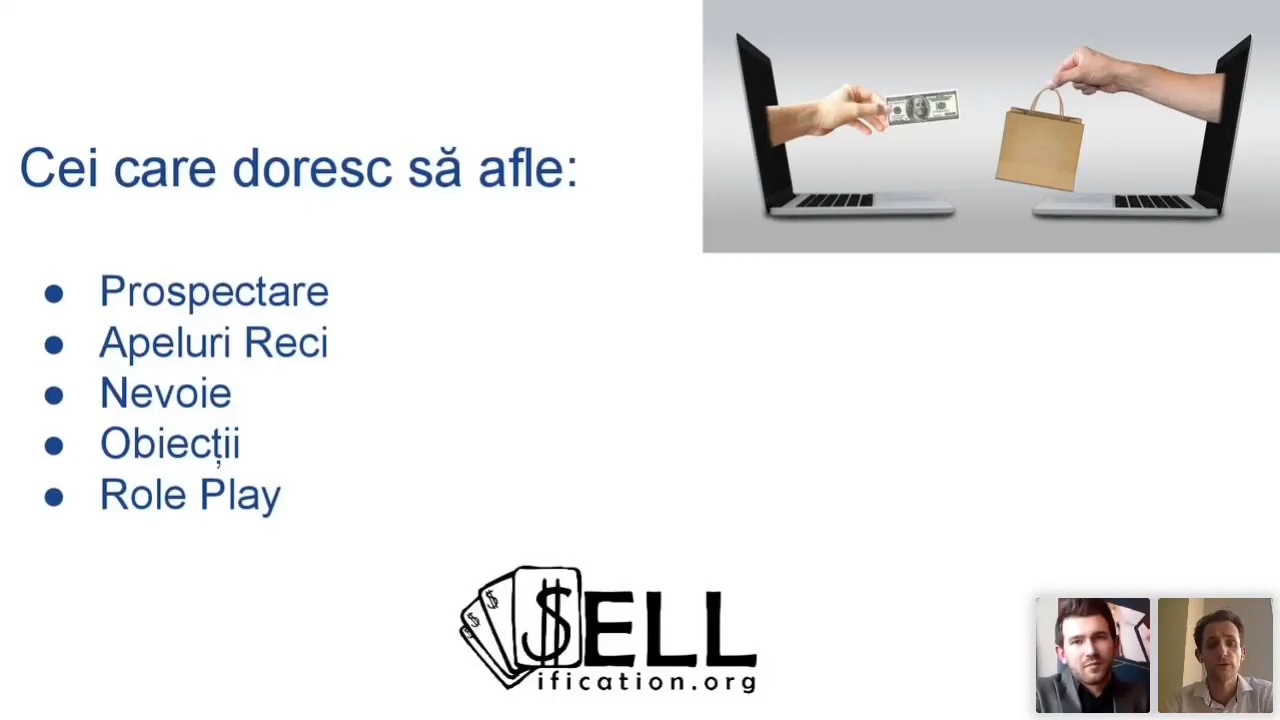 Cei care doresc să afle:
● Prospectare
● Apeluri Reci
● Nevoie
● Obiecții
● Role Play
$ELL
ification.org